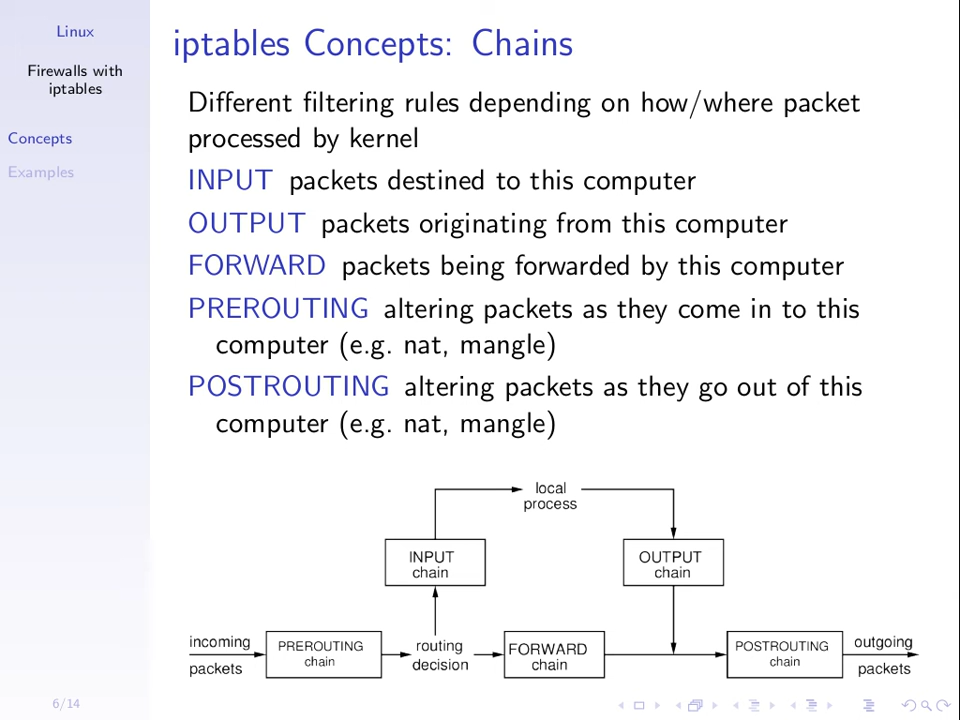 Linux
Firewalls with
iptables
Concepts
Examples
iptables Concepts: Chains
Different filtering rules depending on how/where packet
processed by kernel
INPUT packets destined to this computer
OUTPUT packets originating from this computer
FORWARD packets being forwarded by this computer
PREROUTING altering packets as they come in to this
computer (e.g. nat, mangle)
POSTROUTING altering packets as they go out of this
computer (e.g. nat, mangle)
local
process
INPUT
chain
OUTPUT
chain
incoming
packets
PREROUTING
chain
routing
decision
FORWARD
chain
POSTROUTING
chain
outgoing
packets
6/14